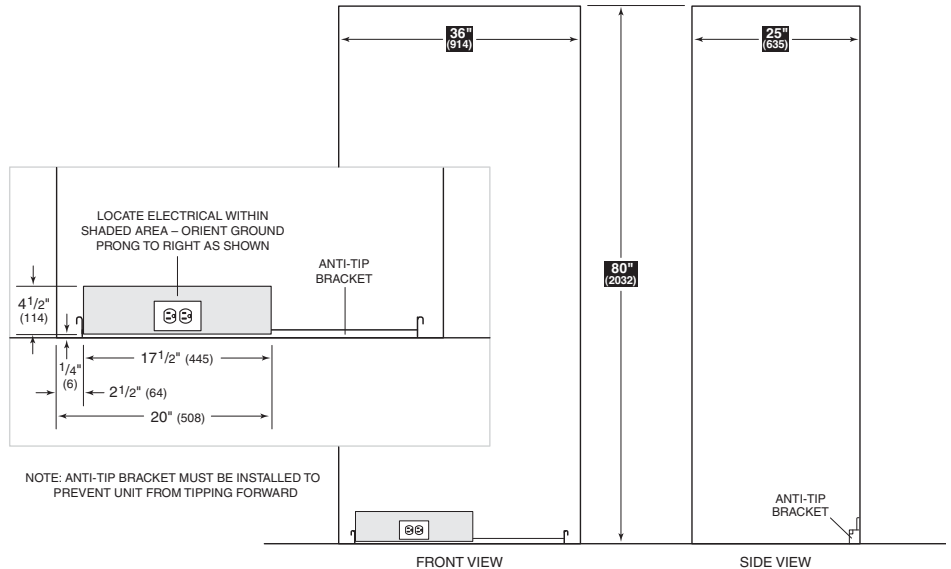 36"
(914)
25"
(635)
LOCATE ELECTRICAL WITHIN
SHADED AREA – ORIENT GROUND
PRONG TO RIGHT AS SHOWN
ANTI-TIP
BRACKET
80"
(2032)
4 1/2"
(114)
17 1/2" (445)
1/4"
(6)
2 1/2" (64)
20" (508)
NOTE: ANTI-TIP BRACKET MUST BE INSTALLED TO
PREVENT UNIT FROM TIPPING FORWARD
ANTI-TIP
BRACKET
FRONT VIEW
SIDE VIEW